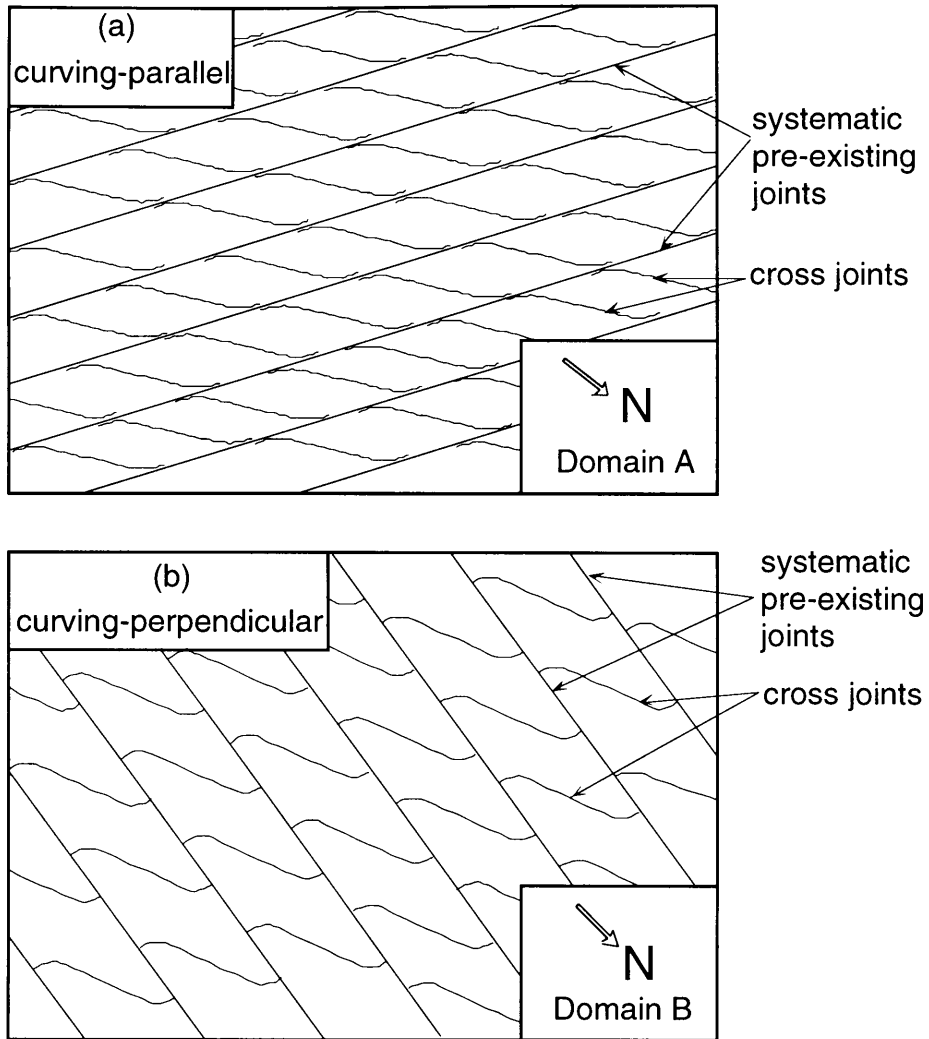 (a)
curving-parallel
systematic
pre-existing
joints
cross joints
N
Domain A
(b)
curving-perpendicular
systematic
pre-existing
joints
cross joints
N
Domain B